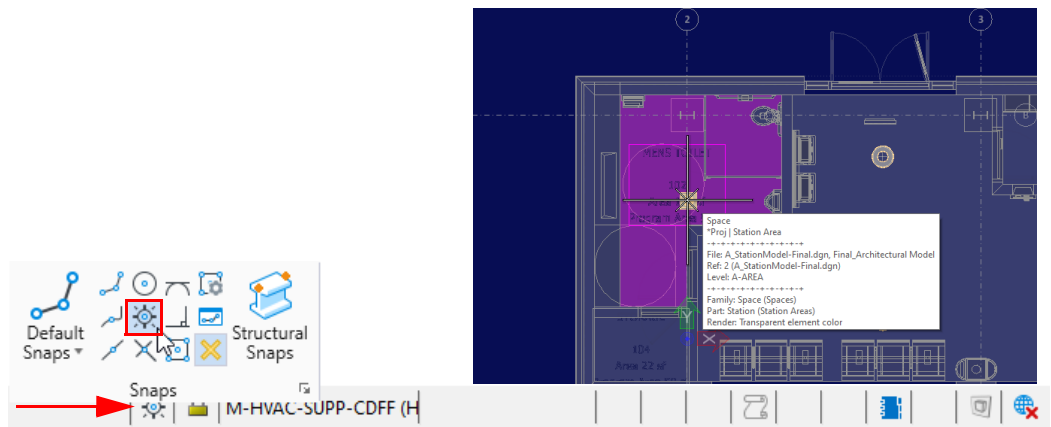 2
3
MENS TOILET
Space
*Proj | Station Area
-+-+-+-+-+-+-+-+-+-+
File: A_StationModel-Final.dgn, Final_Architectural Model
Ref: 2 (A_StationModel-Final.dgn)
Level: A-AREA
-+-+-+-+-+-+-+-+-+-+
Family: Space (Spaces)
Part: Station (Station Areas)
Render: Transparent element color
Y
104
Area 22 sf
Default
Snaps
Structural
Snaps
Snaps
M-HVAC-SUPP-CDFF (H